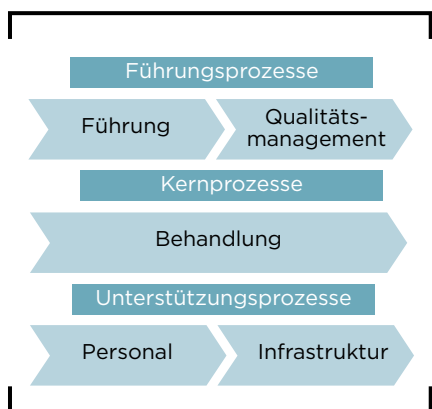 Führungsprozesse
Führung
Qualitäts-
management
Kernprozesse
Behandlung
Unterstützungsprozesse
Personal
Infrastruktur